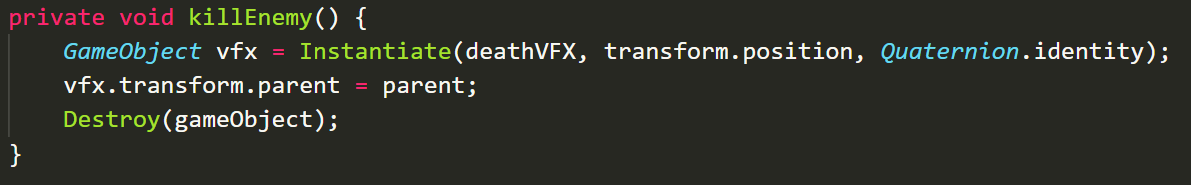 private void killEnemy() {
    GameObject vfx = Instantiate(deathVFX, transform.position, Quaternion.identity);
    vfx.transform.parent = parent;
    Destroy(gameObject);
}